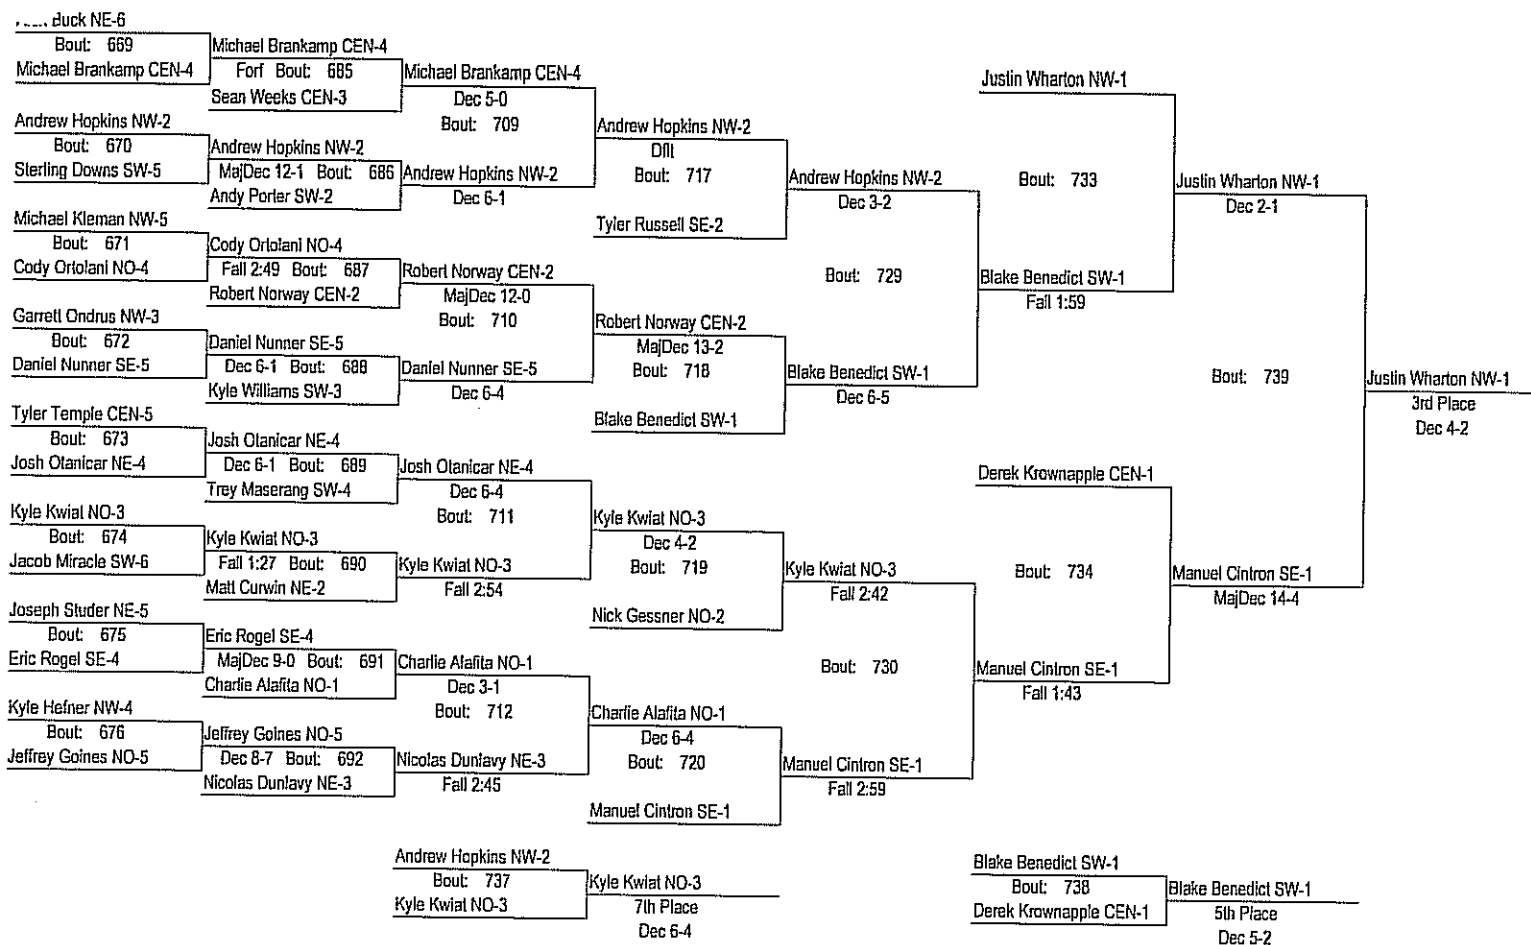 Buck NE-6
Bout: 669
Michael Brankamp CEN-4
Andrew Hopkins NW-2
Bout: 670
Sterling Downs SW-5
Michael Kleman NW-5
Bout: 671
Cody Ortolani NO-4
Garrett Ondrus NW-3
Bout: 672
Daniel Nunner SE-5
Tyler Temple CEN-5
Bout: 673
Josh Otanicar NE-4
Kyle Kwiat NO-3
Bout: 674
Jacob Miracle SW-6
Joseph Studer NE-5
Bout: 675
Eric Rogel SE-4
Kyle Hefner NW-4
Bout: 676
Jeffrey Goines NO-5
Michael Brankamp CEN-4
Forf Bout: 685
Sean Weeks CEN-3
Andrew Hopkins NW-2
MajDec 12-1 Bout: 686
Andy Porter SW-2
Cody Ortolani NO-4
Fall 2:49 Bout: 687
Robert Norway CEN-2
Daniel Nunner SE-5
Dec 6-1 Bout: 688
Kyle Williams SW-3
Josh Otanicar NE-4
Dec 6-1 Bout: 689
Trey Maserang SW-4
Kyle Kwiat NO-3
Fall 1:27 Bout: 690
Matt Curwin NE-2
Eric Rogel SE-4
MajDec 9-0 Bout: 691
Charlie Alafita NO-1
Jeffrey Goines NO-5
Dec 8-7 Bout: 692
Nicolas Dunlavy NE-3
Michael Brankamp CEN-4
Dec 5-0
Bout: 709
Andrew Hopkins NW-2
Dec 6-1
Robert Norway CEN-2
MajDec 12-0
Bout: 710
Daniel Nunner SE-5
Dec 6-4
Josh Otanicar NE-4
Dec 6-4
Bout: 711
Kyle Kwiat NO-3
Fall 2:54
Charlie Alafita NO-1
Dec 3-1
Bout: 712
Nicolas Dunlavy NE-3
Fall 2:45
Andrew Hopkins NW-2
Dflt
Bout: 717
Tyler Russell SE-2
Robert Norway CEN-2
MajDec 13-2
Bout: 718
Blake Benedict SW-1
Kyle Kwiat NO-3
Dec 4-2
Bout: 719
Nick Gessner NO-2
Charlie Alafita NO-1
Dec 6-4
Bout: 720
Manuel Cintron SE-1
Andrew Hopkins NW-2
Dec 3-2
Bout: 729
Blake Benedict SW-1
Dec 6-5
Kyle Kwiat NO-3
Fall 2:42
Bout: 730
Manuel Cintron SE-1
Fall 2:59
Justin Wharton NW-1
Bout: 733
Blake Benedict SW-1
Fall 1:59
Derek Krownapple CEN-1
Bout: 734
Manuel Cintron SE-1
Fall 1:43
Justin Wharton NW-1
Dec 2-1
Bout: 739
Manuel Cintron SE-1
MajDec 14-4
Justin Wharton NW-1
3rd Place
Dec 4-2
Andrew Hopkins NW-2
Bout: 737
Kyle Kwiat NO-3
Kyle Kwiat NO-3
7th Place
Dec 6-4
Blake Benedict SW-1
Bout: 738
Derek Krownapple CEN-1
Blake Benedict SW-1
5th Place
Dec 5-2